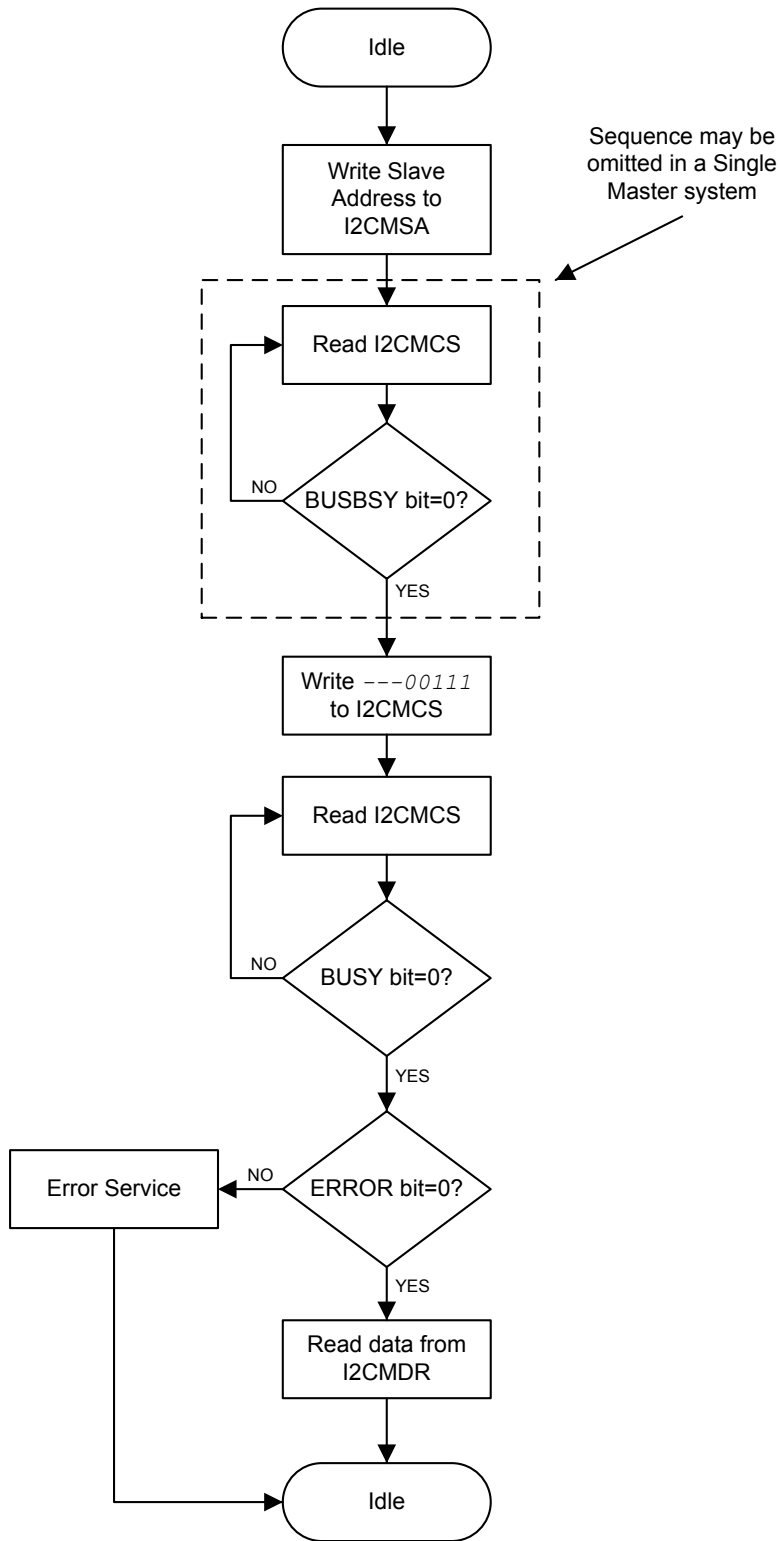 Idle
Sequence may be
omitted in a Single
Master system
Write Slave
Address to
I2CMSA
Read I2CMCS
NO
BUSBSY bit=0?
YES
Write ---00111
to I2CMCS
Read I2CMCS
NO
BUSY bit=0?
YES
Error Service
NO
ERROR bit=0?
YES
Read data from
I2CMDR
Idle